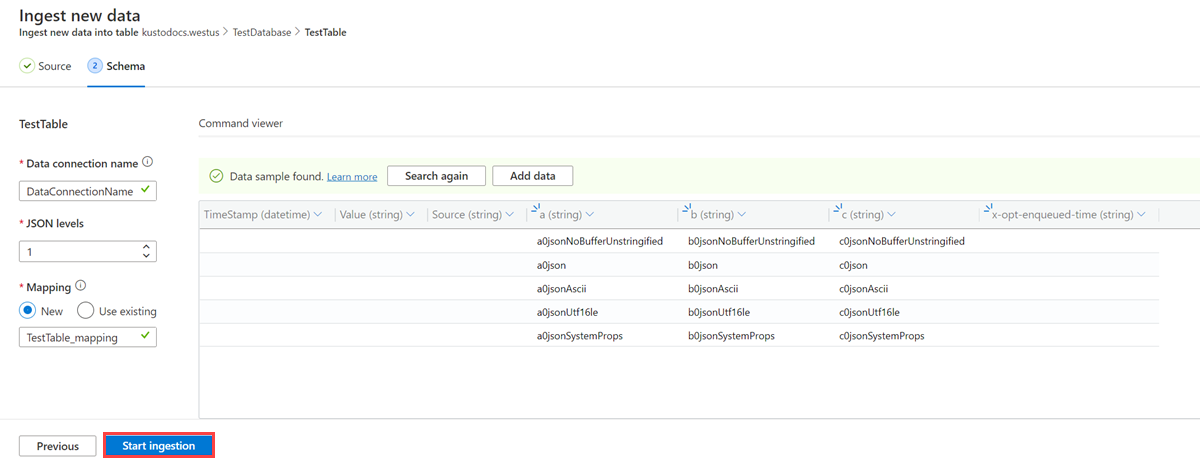 Ingest new data
Ingest new data into table kustodocs.westus > TestDatabase > TestTable
Source 2 Schema
TestTable
* Data connection name
DataConnectionName
* JSON levels
1
* Mapping
New Use existing
TestTable_mapping
Command viewer
Data sample found. Learn more Search again Add data
TimeStamp (datetime) Value (string) Source (string) a (string) b (string) c (string) x-opt-enqueued-time (string)
a0jsonNoBufferUnstringified b0jsonNoBufferUnstringified c0jsonNoBufferUnstringified
a0json b0json c0json
a0jsonAscii b0jsonAscii c0jsonAscii
a0jsonUtf16le b0jsonUtf16le c0jsonUtf16le
a0jsonSystemProps b0jsonSystemProps c0jsonSystemProps
Previous Start ingestion